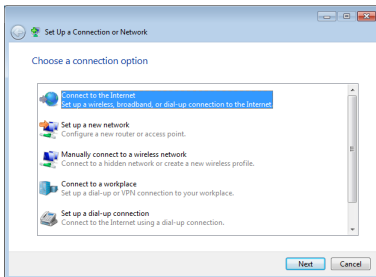 Set Up a Connection or Network
Choose a connection option
Connect to the Internet
Set up a wireless, broadband, or dial-up connection to the Internet.
Set up a new network
Configure a new router or access point.
Manually connect to a wireless network
Connect to a hidden network or create a new wireless profile.
Connect to a workplace
Set up a dial-up or VPN connection to your workplace.
Set up a dial-up connection
Connect to the Internet using a dial-up connection.
Next
Cancel